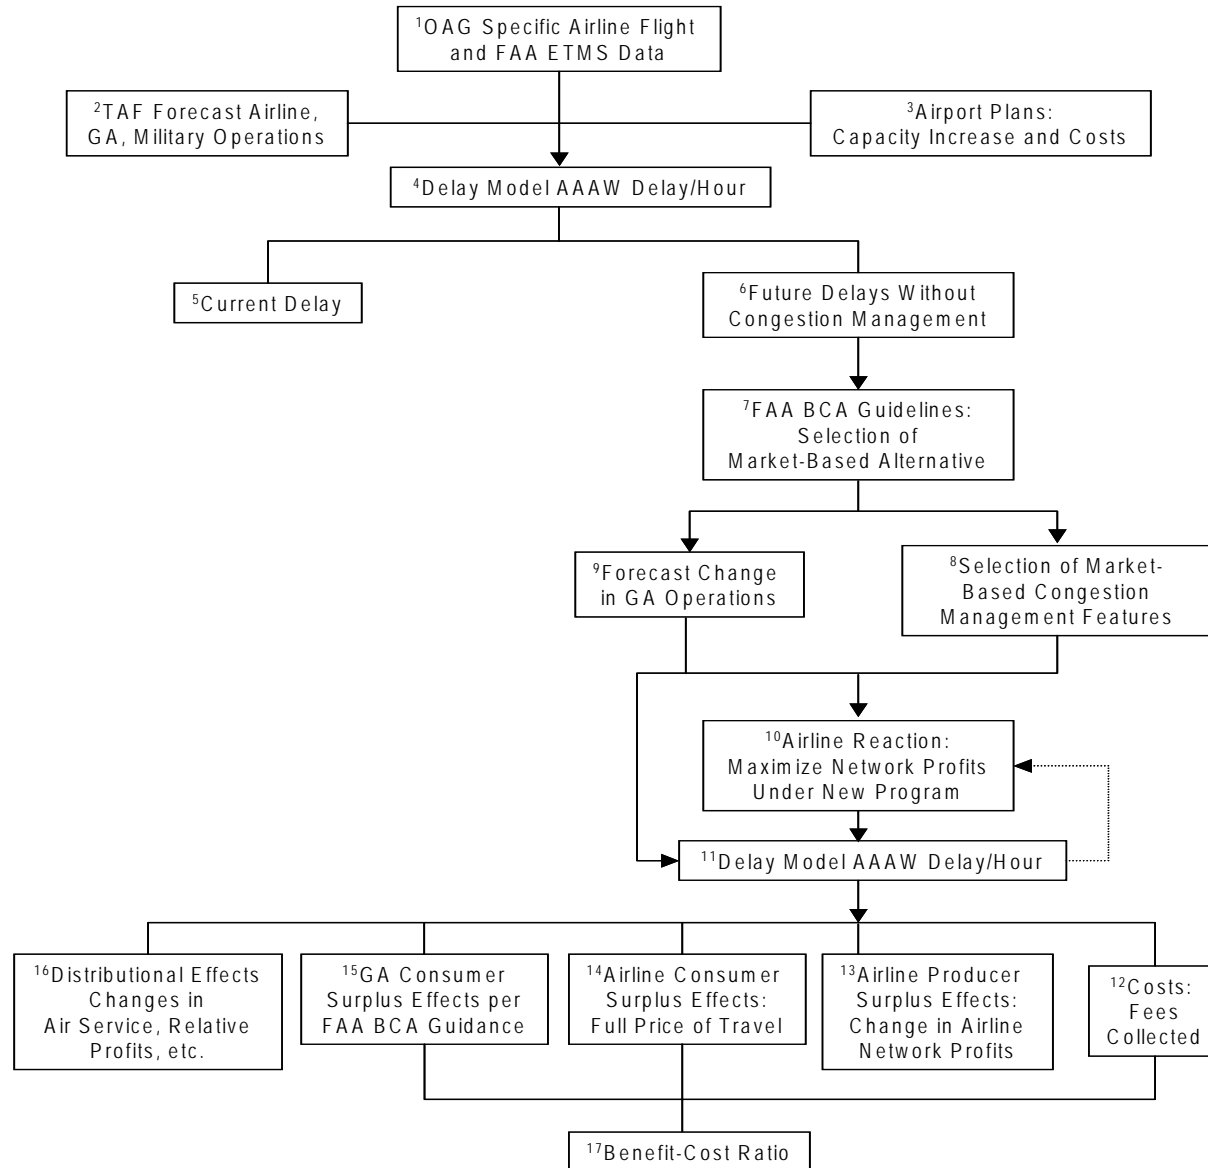 ¹OAG Specific Airline Flight
and FAA ETMS Data
²TAF Forecast Airline,
GA, Military Operations
³Airport Plans:
Capacity Increase and Costs
⁴Delay Model AAAW Delay/Hour
⁵Current Delay
⁶Future Delays Without
Congestion Management
⁷FAA BCA Guidelines:
Selection of
Market-Based Alternative
⁹Forecast Change
in GA Operations
⁸Selection of Market-
Based Congestion
Management Features
¹⁰Airline Reaction:
Maximize Network Profits
Under New Program
¹¹Delay Model AAAW Delay/Hour
¹⁶Distributional Effects
Changes in
Air Service, Relative
Profits, etc.
¹⁵GA Consumer
Surplus Effects per
FAA BCA Guidance
¹⁴Airline Consumer
Surplus Effects:
Full Price of Travel
¹³Airline Producer
Surplus Effects:
Change in Airline
Network Profits
¹²Costs:
Fees
Collected
¹⁷Benefit-Cost Ratio